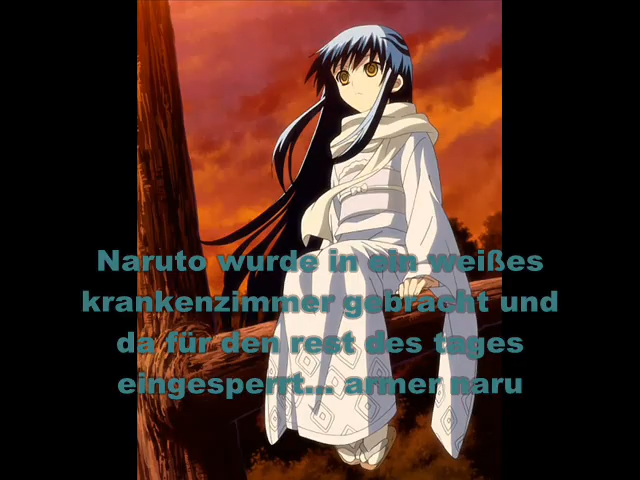 Naruto wurde in ein weißes
krankenzimmer gebracht und
da für den rest des tages
eingesperrt... armer naru